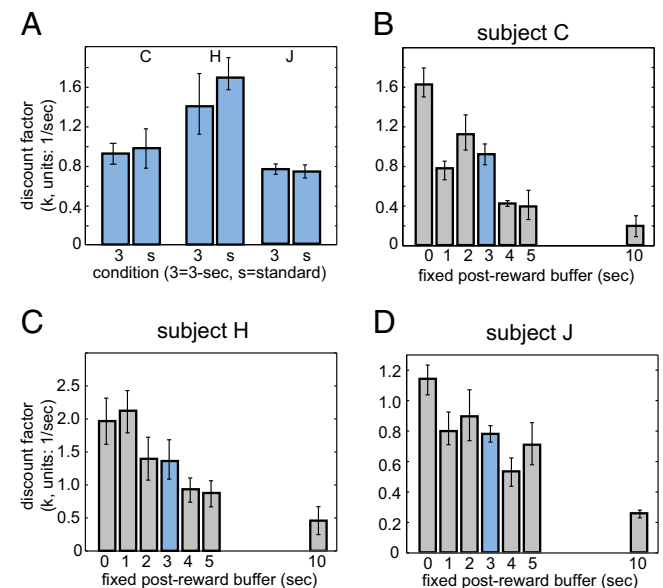 A
C H J
discount factor
(k, units: 1/sec)
1.6
1.2
0.8
0.4
0
3 s 3 s 3 s
condition (3=3-sec, s=standard)
B
subject C
1.6
1.2
0.8
0.4
0
0 1 2 3 4 5 10
fixed post-reward buffer (sec)
C
subject H
discount factor
(k, units: 1/sec)
2.5
2.0
1.5
1.0
0.5
0
0 1 2 3 4 5 10
fixed post-reward buffer (sec)
D
subject J
1.2
1.0
0.8
0.6
0.4
0.2
0
0 1 2 3 4 5 10
fixed post-reward buffer (sec)